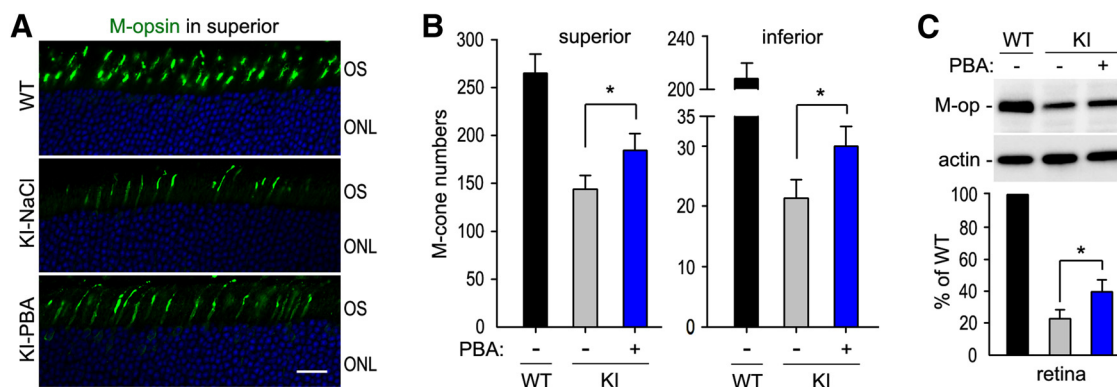 A
M-opsin in superior
WT
OS
ONL
KI-NaCl
OS
ONL
KI-PBA
OS
ONL
B
M-cone numbers
300
250
200
150
100
50
0
superior
*
PBA: - - +
WT KI
inferior
240
220
200
35
30
20
10
0
*
- - +
WT KI
C
WT KI
PBA: - - +
M-op -
actin -
% of WT
100
80
60
40
20
0
*
retina